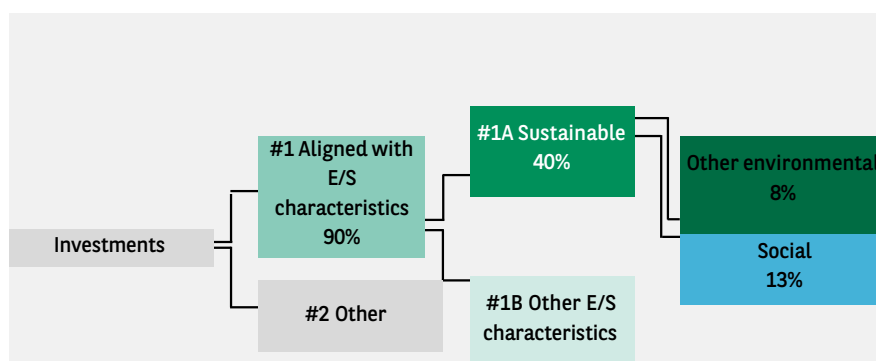 Investments
#1 Aligned with
E/S
characteristics
90%
#2 Other
#1A Sustainable
40%
#1B Other E/S
characteristics
Other environmental
8%
Social
13%